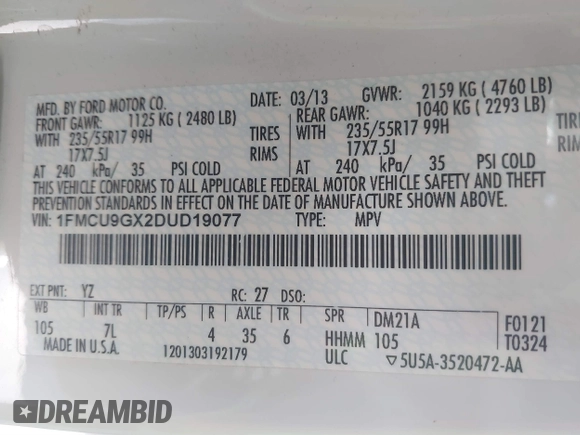 MFD. BY FORD MOTOR CO.
DATE: 03/13 GVWR: 2159 KG ( 4760 LB)
FRONT GAWR: 1125 KG ( 2480 LB) REAR GAWR: 1040 KG ( 2293 LB)
WITH 235/55R17 99H TIRES WITH 235/55R17 99H TIRES
17X7.5J RIMS 17X7.5J RIMS
AT 240 kPa/ 35 PSI COLD AT 240 kPa/ 35 PSI COLD
THIS VEHICLE CONFORMS TO ALL APPLICABLE FEDERAL MOTOR VEHICLE SAFETY AND THEFT
PREVENTION STANDARDS IN EFFECT ON THE DATE OF MANUFACTURE SHOWN ABOVE.
VIN: 1FMCU9GX2DUD19077 TYPE: MPV
EXT PNT: YZ RC: 27 DSO:
WB INT TR TP/PS R AXLE TR SPR DM21A F0121
105 7L 4 35 6 HHMM 105 T0324
MADE IN U.S.A. 1201303192179 ULC ▽5U5A-3520472-AA
TIRE
RIM
DREAMBID